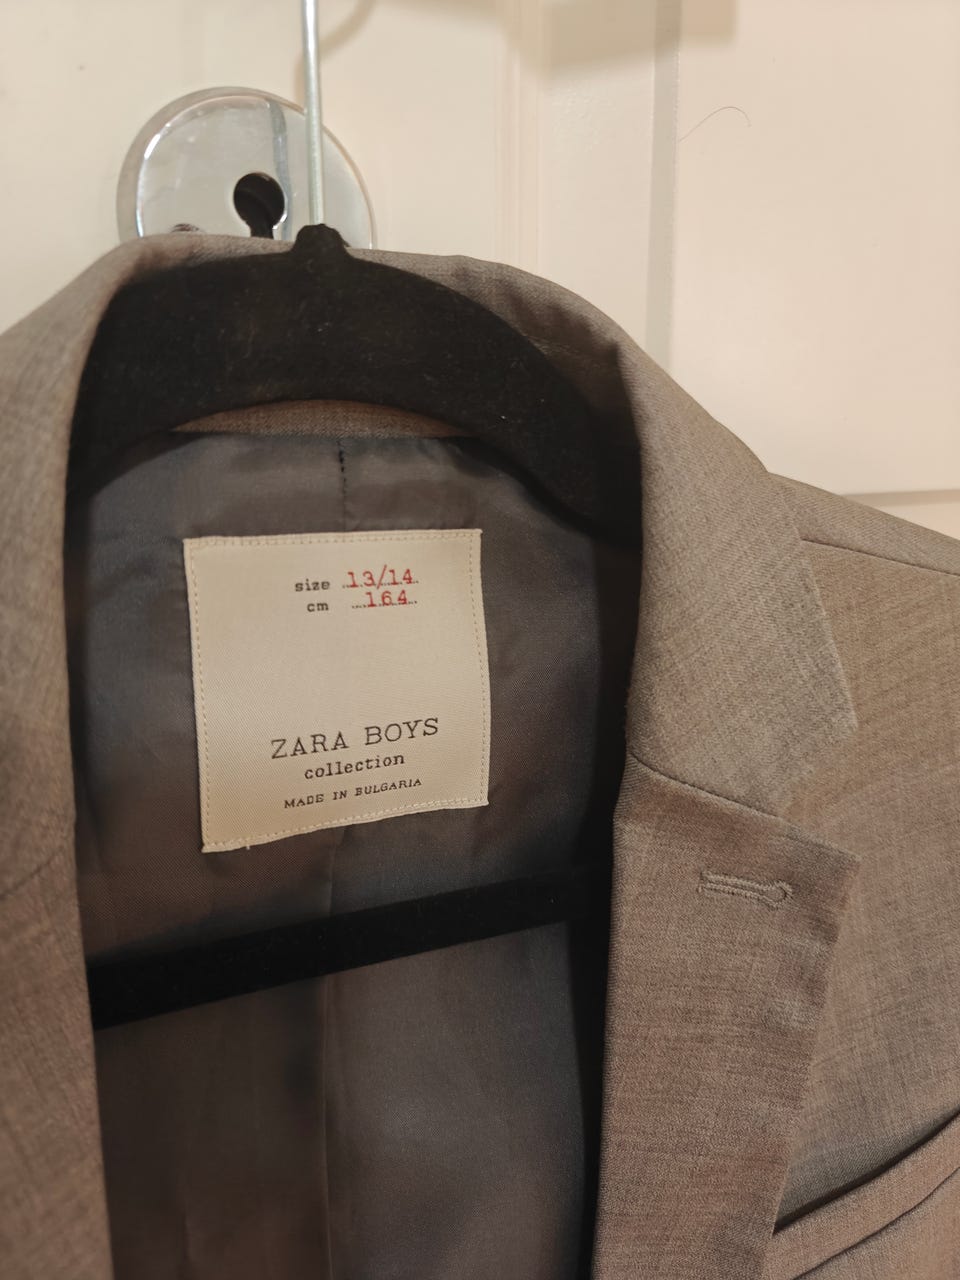 size 13/14
cm 164
ZARA BOYS
collection
MADE IN BULGARIA